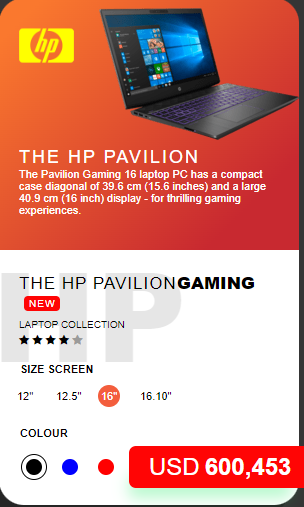 hp
THE HP PAVILION
The Pavilion Gaming 16 laptop PC has a compact
case diagonal of 39.6 cm (15.6 inches) and a large
40.9 cm (16 inch) display - for thrilling gaming
experiences.
HP
THE HP PAVILIONGAMING
NEW
LAPTOP COLLECTION
SIZE SCREEN
12" 12.5" 16" 16.10"
COLOUR
USD 600,453